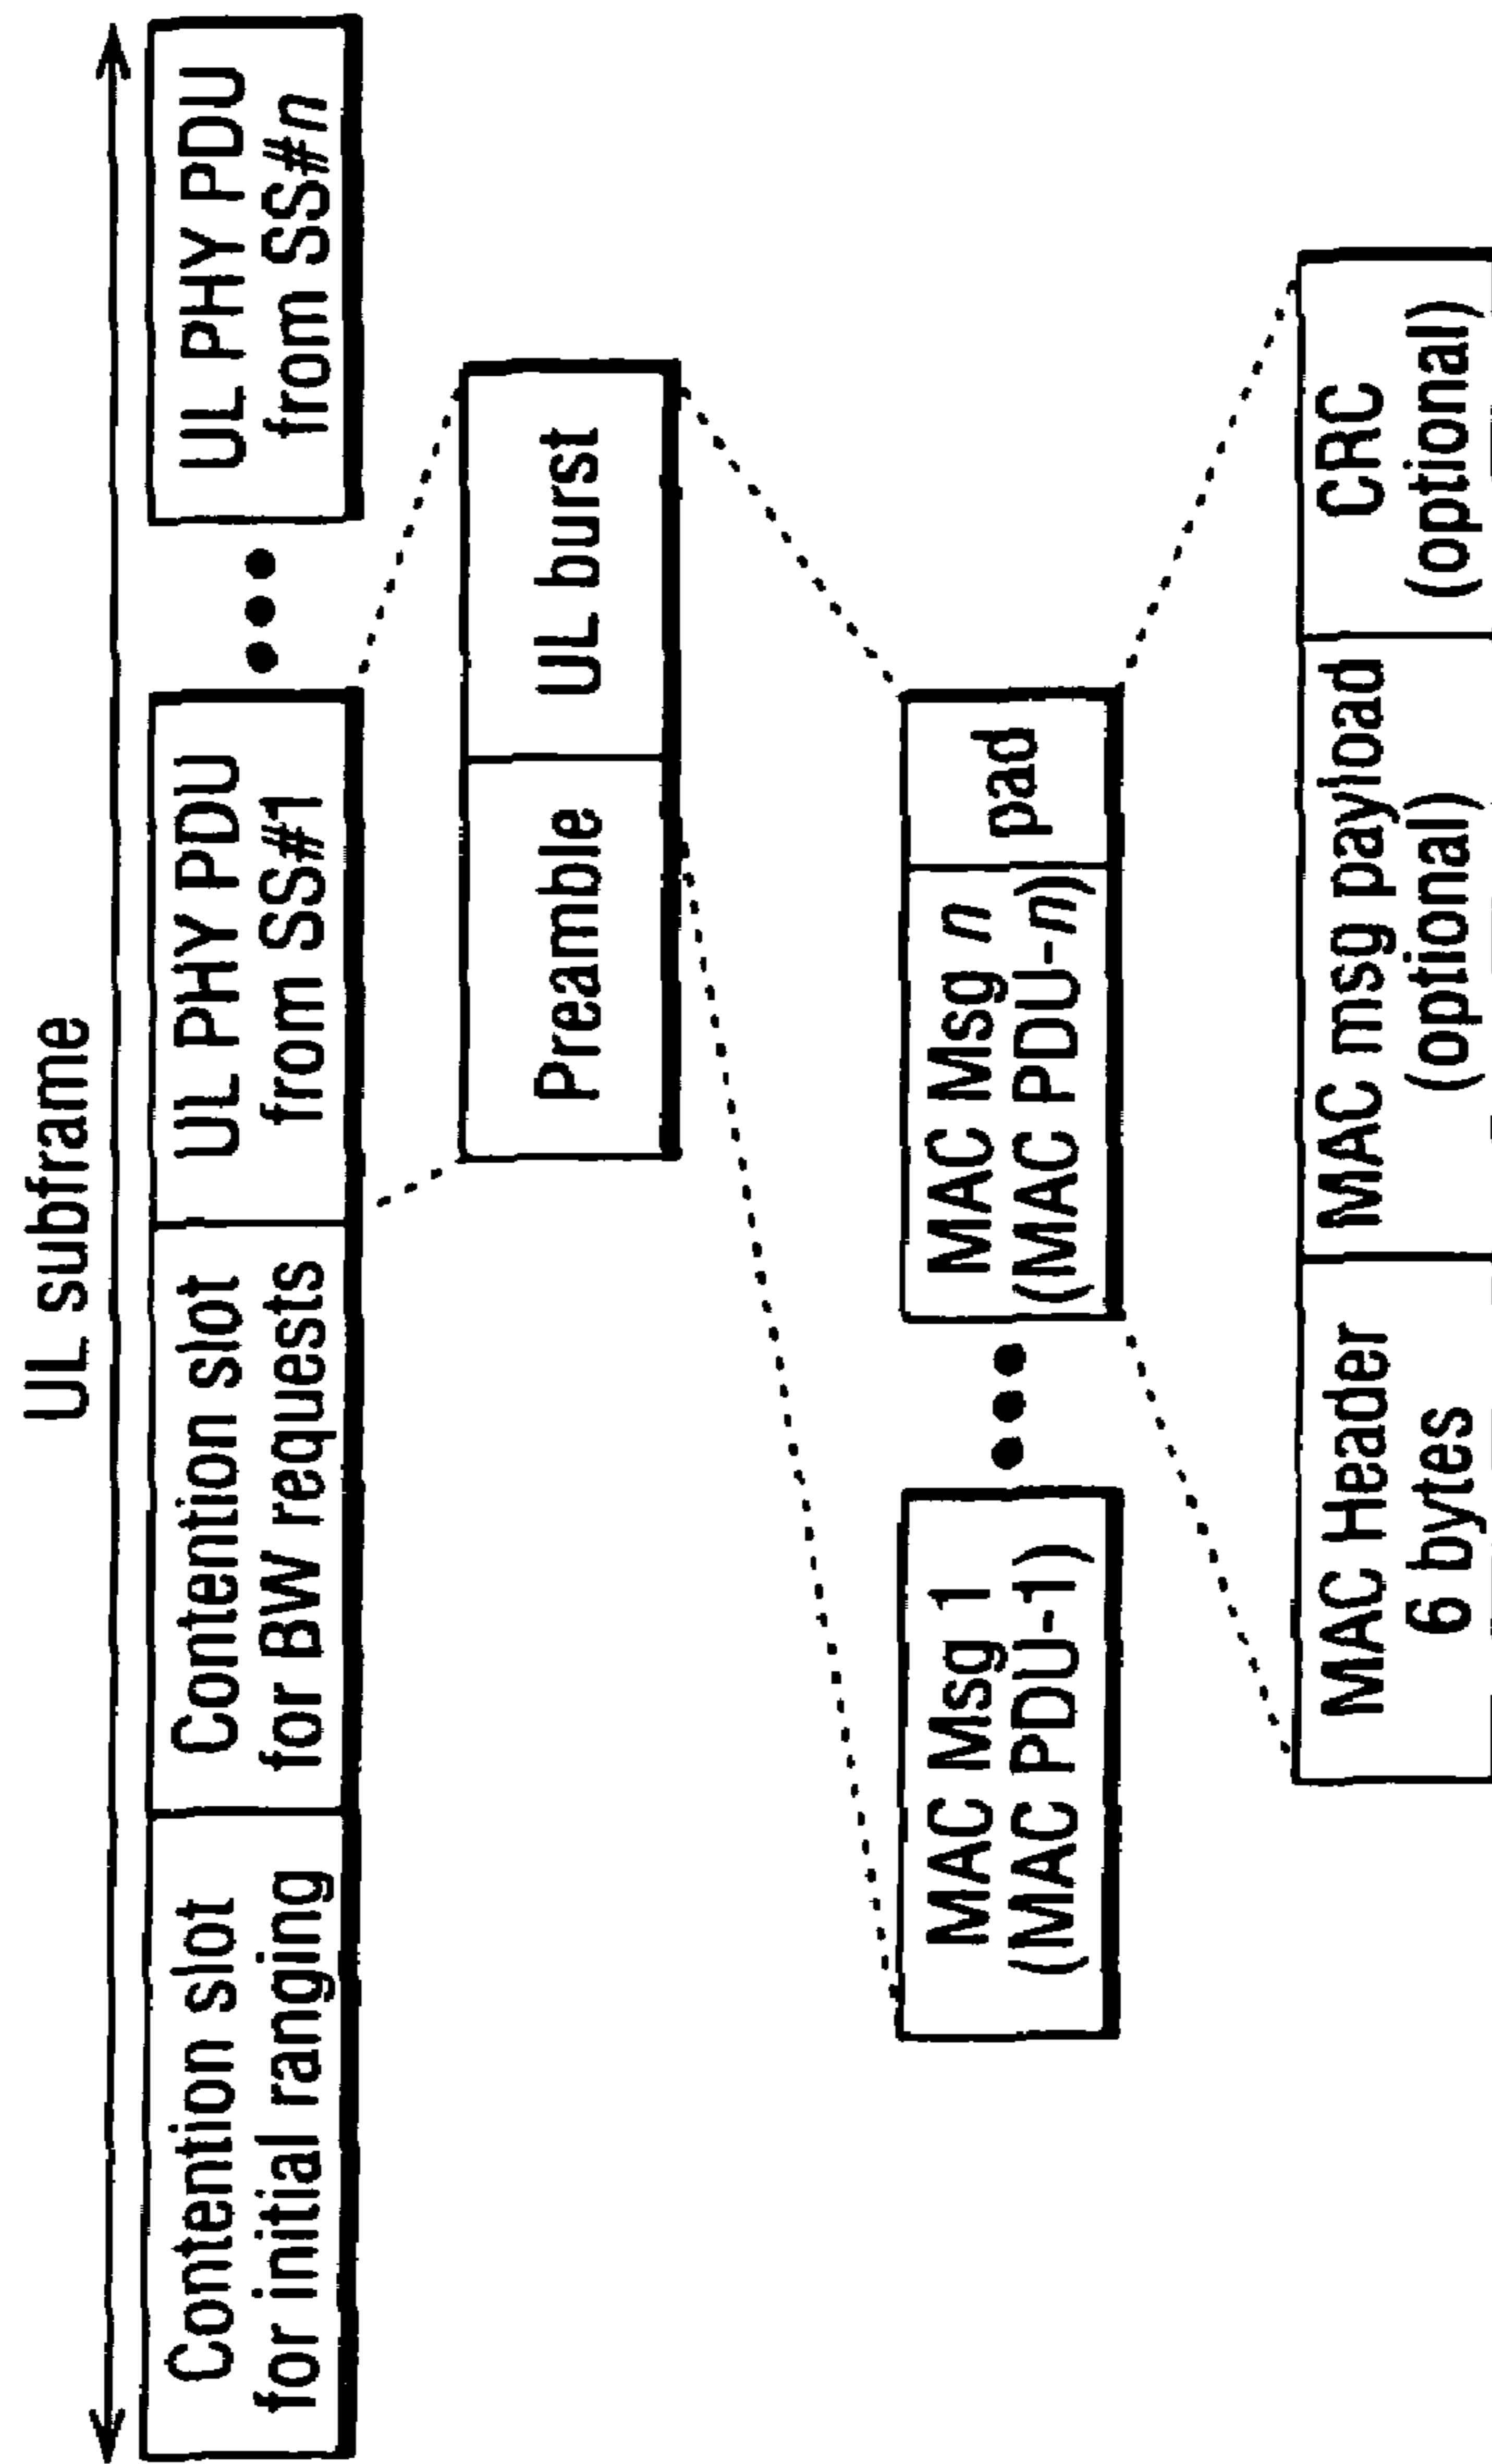 UL subframe
Contention slot
for initial ranging
Contention slot
for BW requests
UL PHY PDU
from SS#1
UL PHY PDU
from SS#n
Preamble
UL burst
MAC Msg 1
(MAC PDU-1)
MAC Msg n
(MAC PDU-n)
pad
MAC Header
6 bytes
MAC msg payload
(optional)
CRC
(optional)